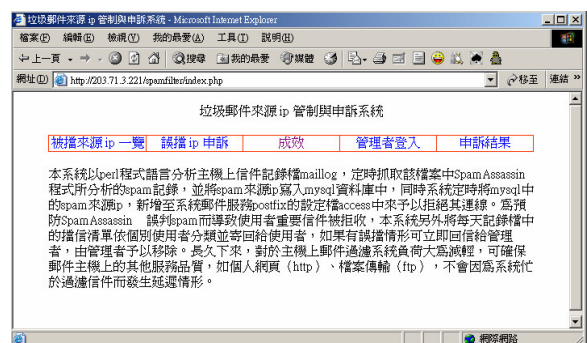 垃圾郵件來源 ip 管制與申訴系統 - Microsoft Internet Explorer
檔案(F) 編輯(E) 檢視(V) 我的最愛(A) 工具(T) 說明(H)
上一頁 搜尋 我的最愛 媒體
網址(D) http://203.71.3.221/spamfilter/index.php 移至 連結 »
垃圾郵件來源 ip 管制與申訴系統
被擋來源 ip 一覽 誤擋 ip 申訴 成效 管理者登入 申訴結果
本系統以perl程式語言分析主機上信件記錄檔maillog，定時抓取該檔案中SpamAssassin
程式所分析的spam記錄，並將spam來源ip寫入mysql資料庫中，同時系統定時將mysql中
的spam來源ip，新增至系統郵件服務postfix的設定檔access中來予以拒絕其連線。為預
防SpamAssassin 誤判spam而導致使用者重要信件被拒收，本系統另外將每天記錄檔中
的擋信清單依個別使用者分類並寄回給使用者，如果有誤擋情形可立即回信給管理
者，由管理者予以移除。長久下來，對於主機上郵件過濾系統負荷大為減輕，可確保
郵件主機上的其他服務品質，如個人網頁（http）、檔案傳輸（ftp），不會因為系統忙
於過濾信件而發生延遲情形。
網際網路